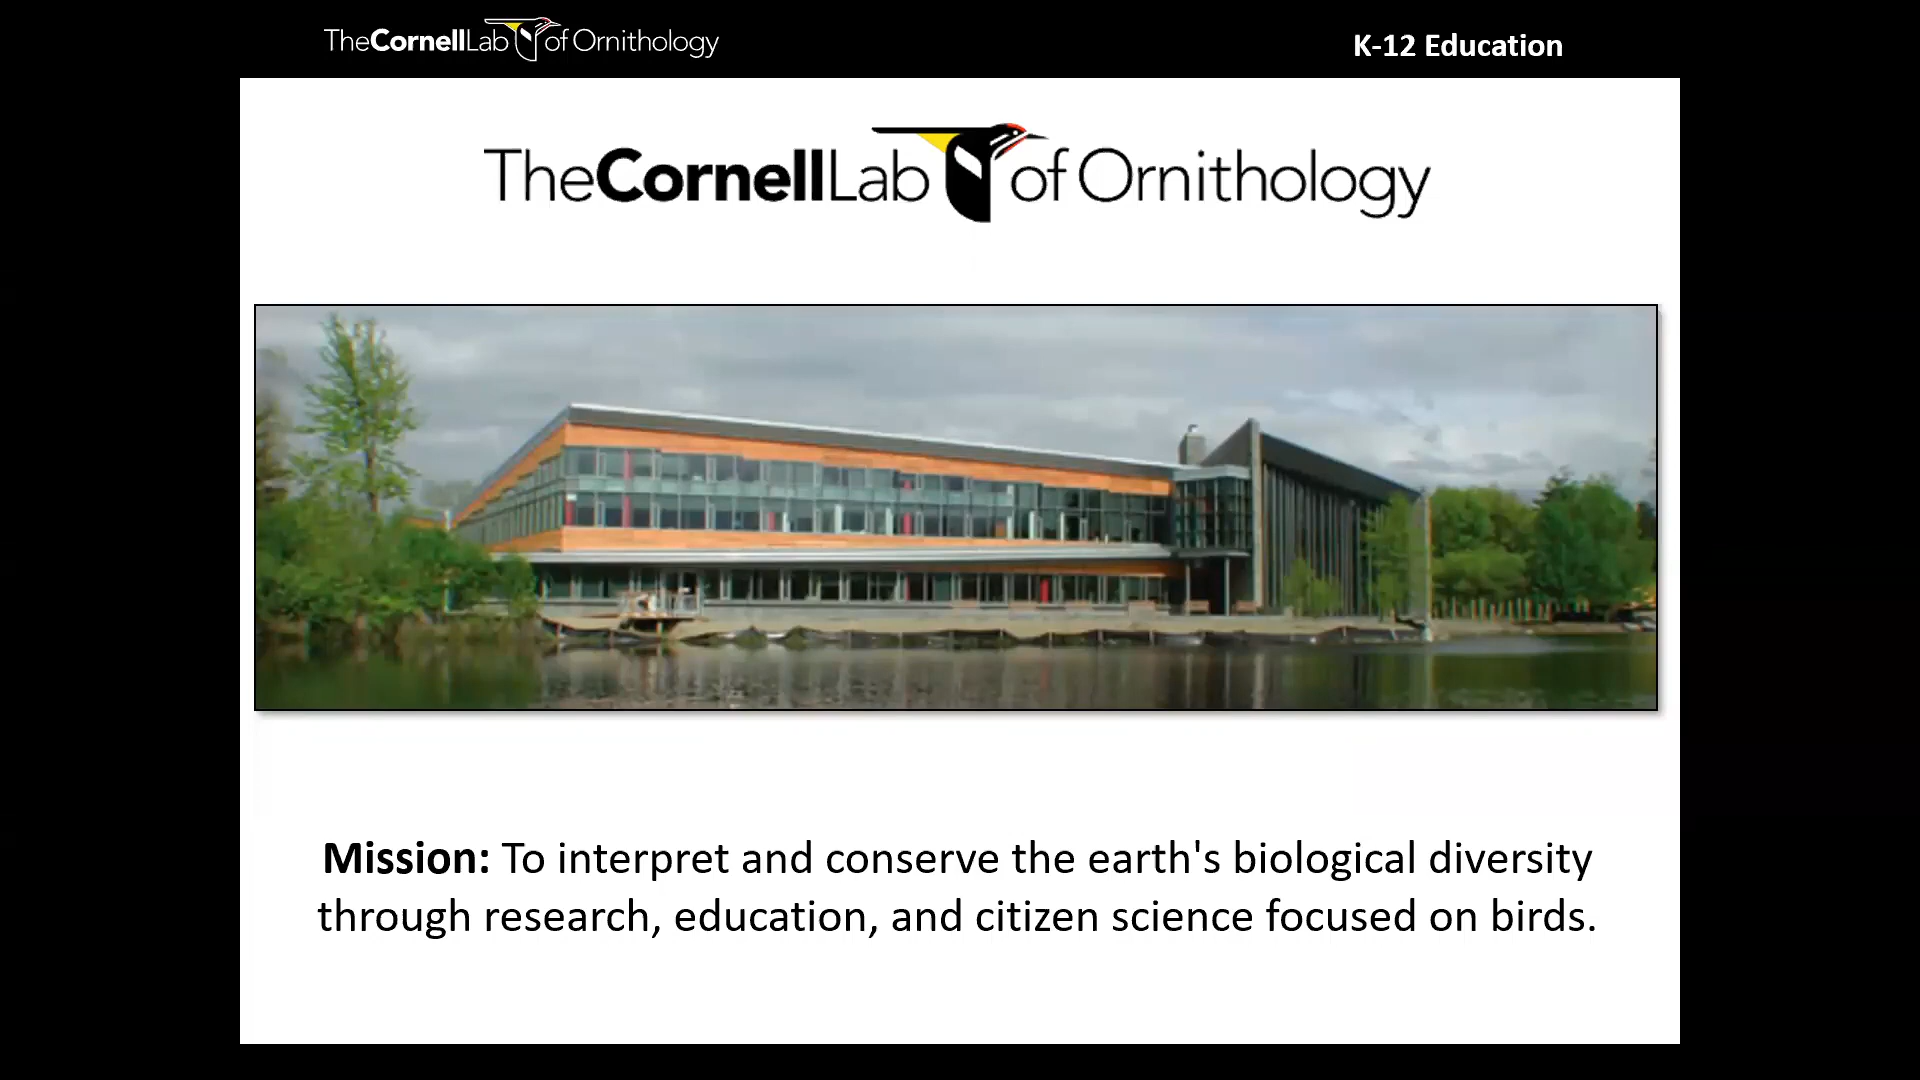 TheCornellLab of Ornithology
K-12 Education
TheCornellLab of Ornithology
Mission: To interpret and conserve the earth's biological diversity
through research, education, and citizen science focused on birds.